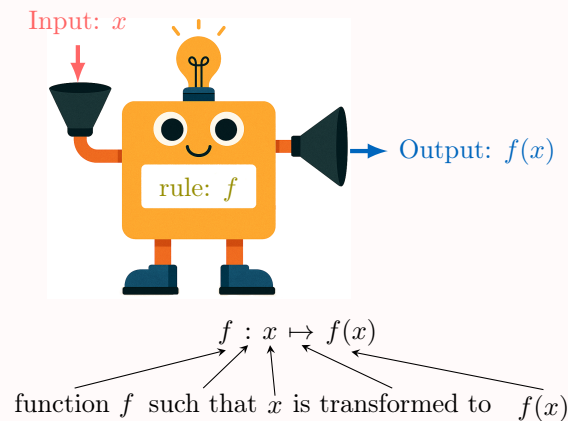 Input: x
Output: f(x)
rule: f
f : x ↦ f(x)
function f such that x is transformed to f(x)